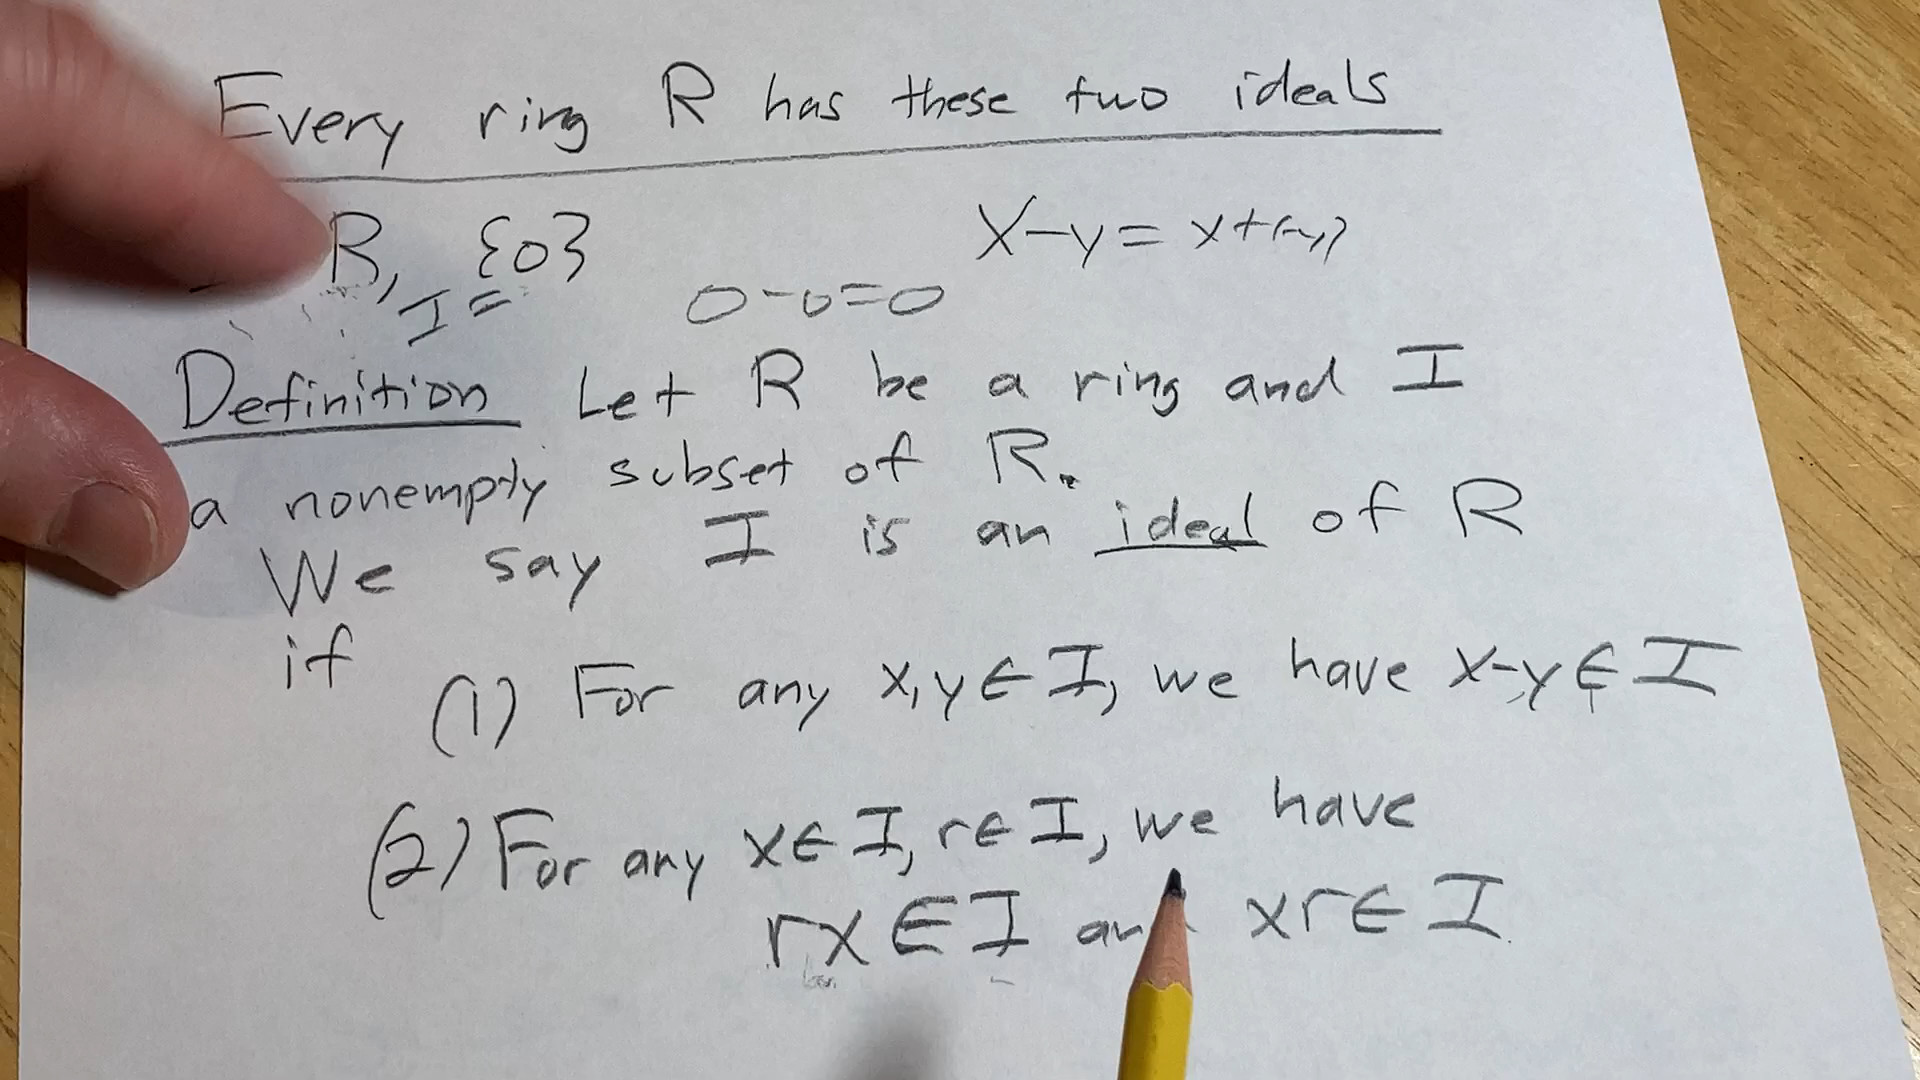 Every ring R has these two ideals
R, {0} x-y = x+(-y)
I = 0-0=0
Definition Let R be a ring and I
a nonempty subset of R.
We say I is an ideal of R
if
(1) For any x,y∈I, we have x-y∈I
(2) For any x∈I, r∈I, we have
rx∈I and xr∈I